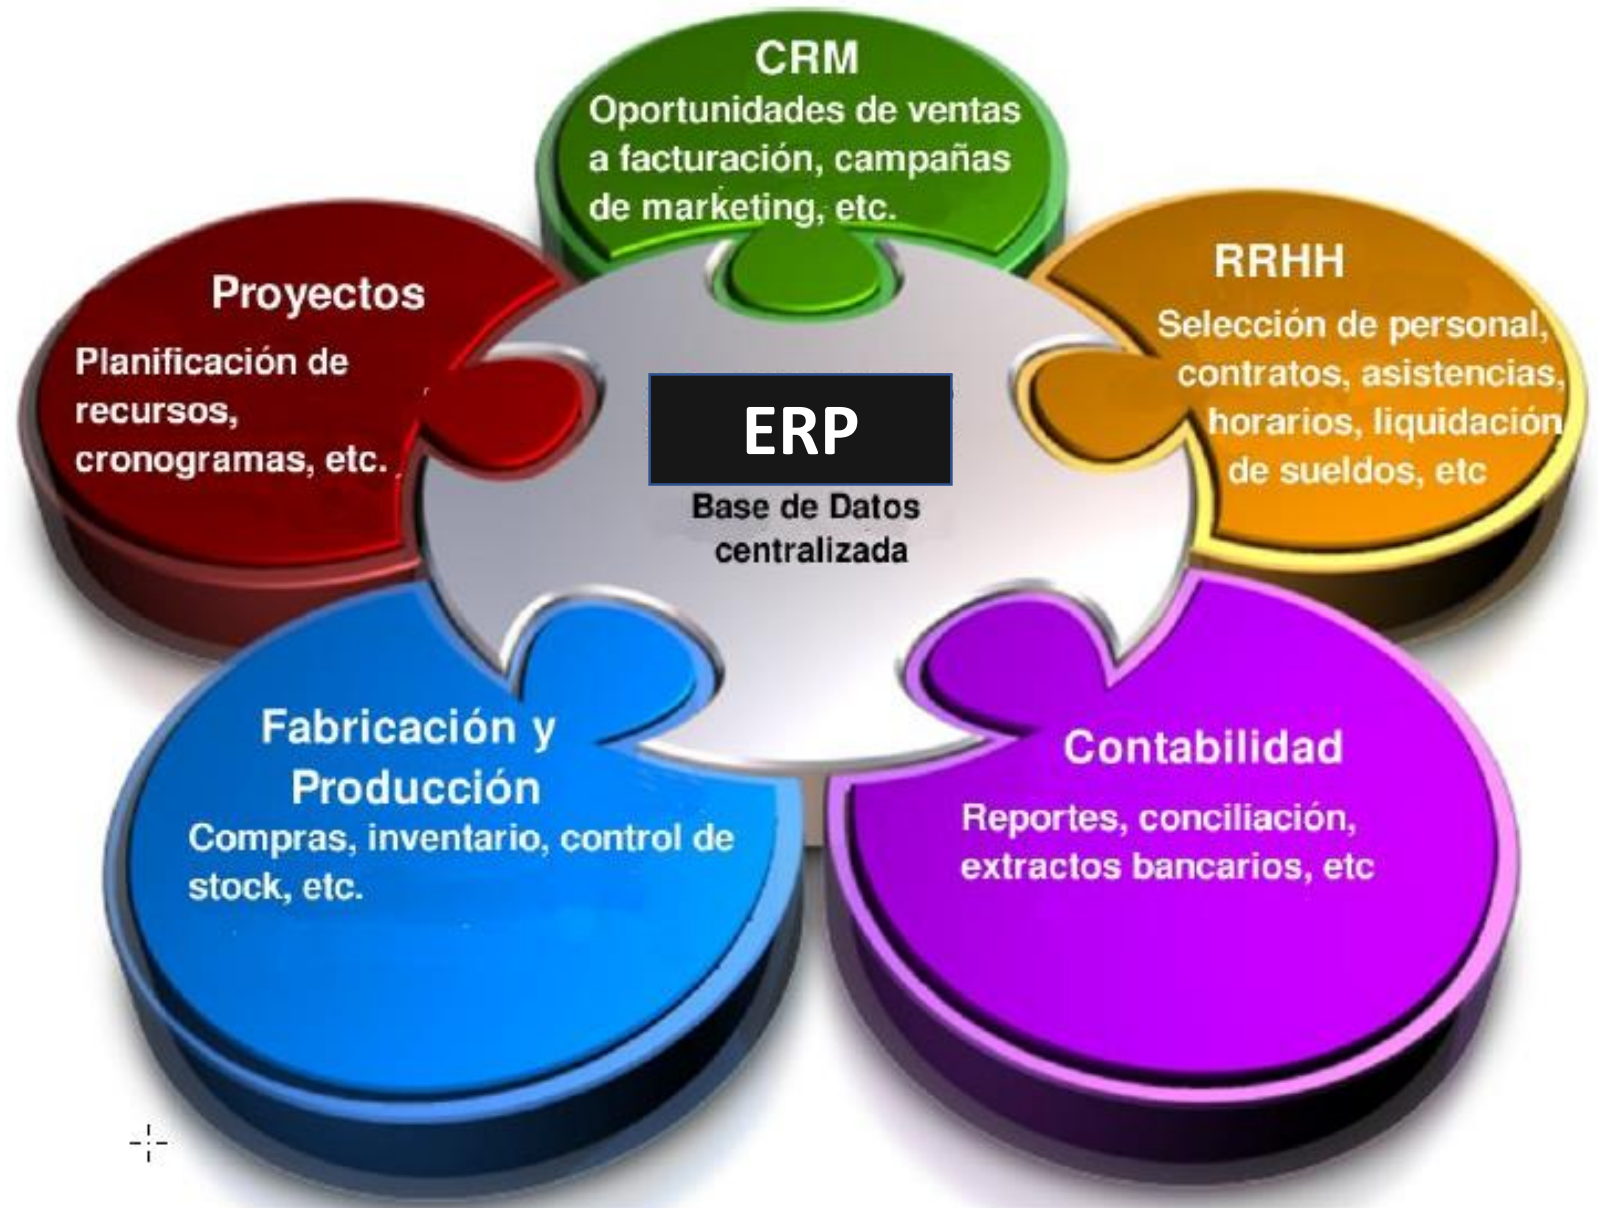 CRM
Oportunidades de ventas
a facturación, campañas
de marketing, etc.
Proyectos
Planificación de
recursos,
cronogramas, etc.
RRHH
Selección de personal,
contratos, asistencias,
horarios, liquidación
de sueldos, etc
ERP
Base de Datos
centralizada
Fabricación y
Producción
Compras, inventario, control de
stock, etc.
Contabilidad
Reportes, conciliación,
extractos bancarios, etc